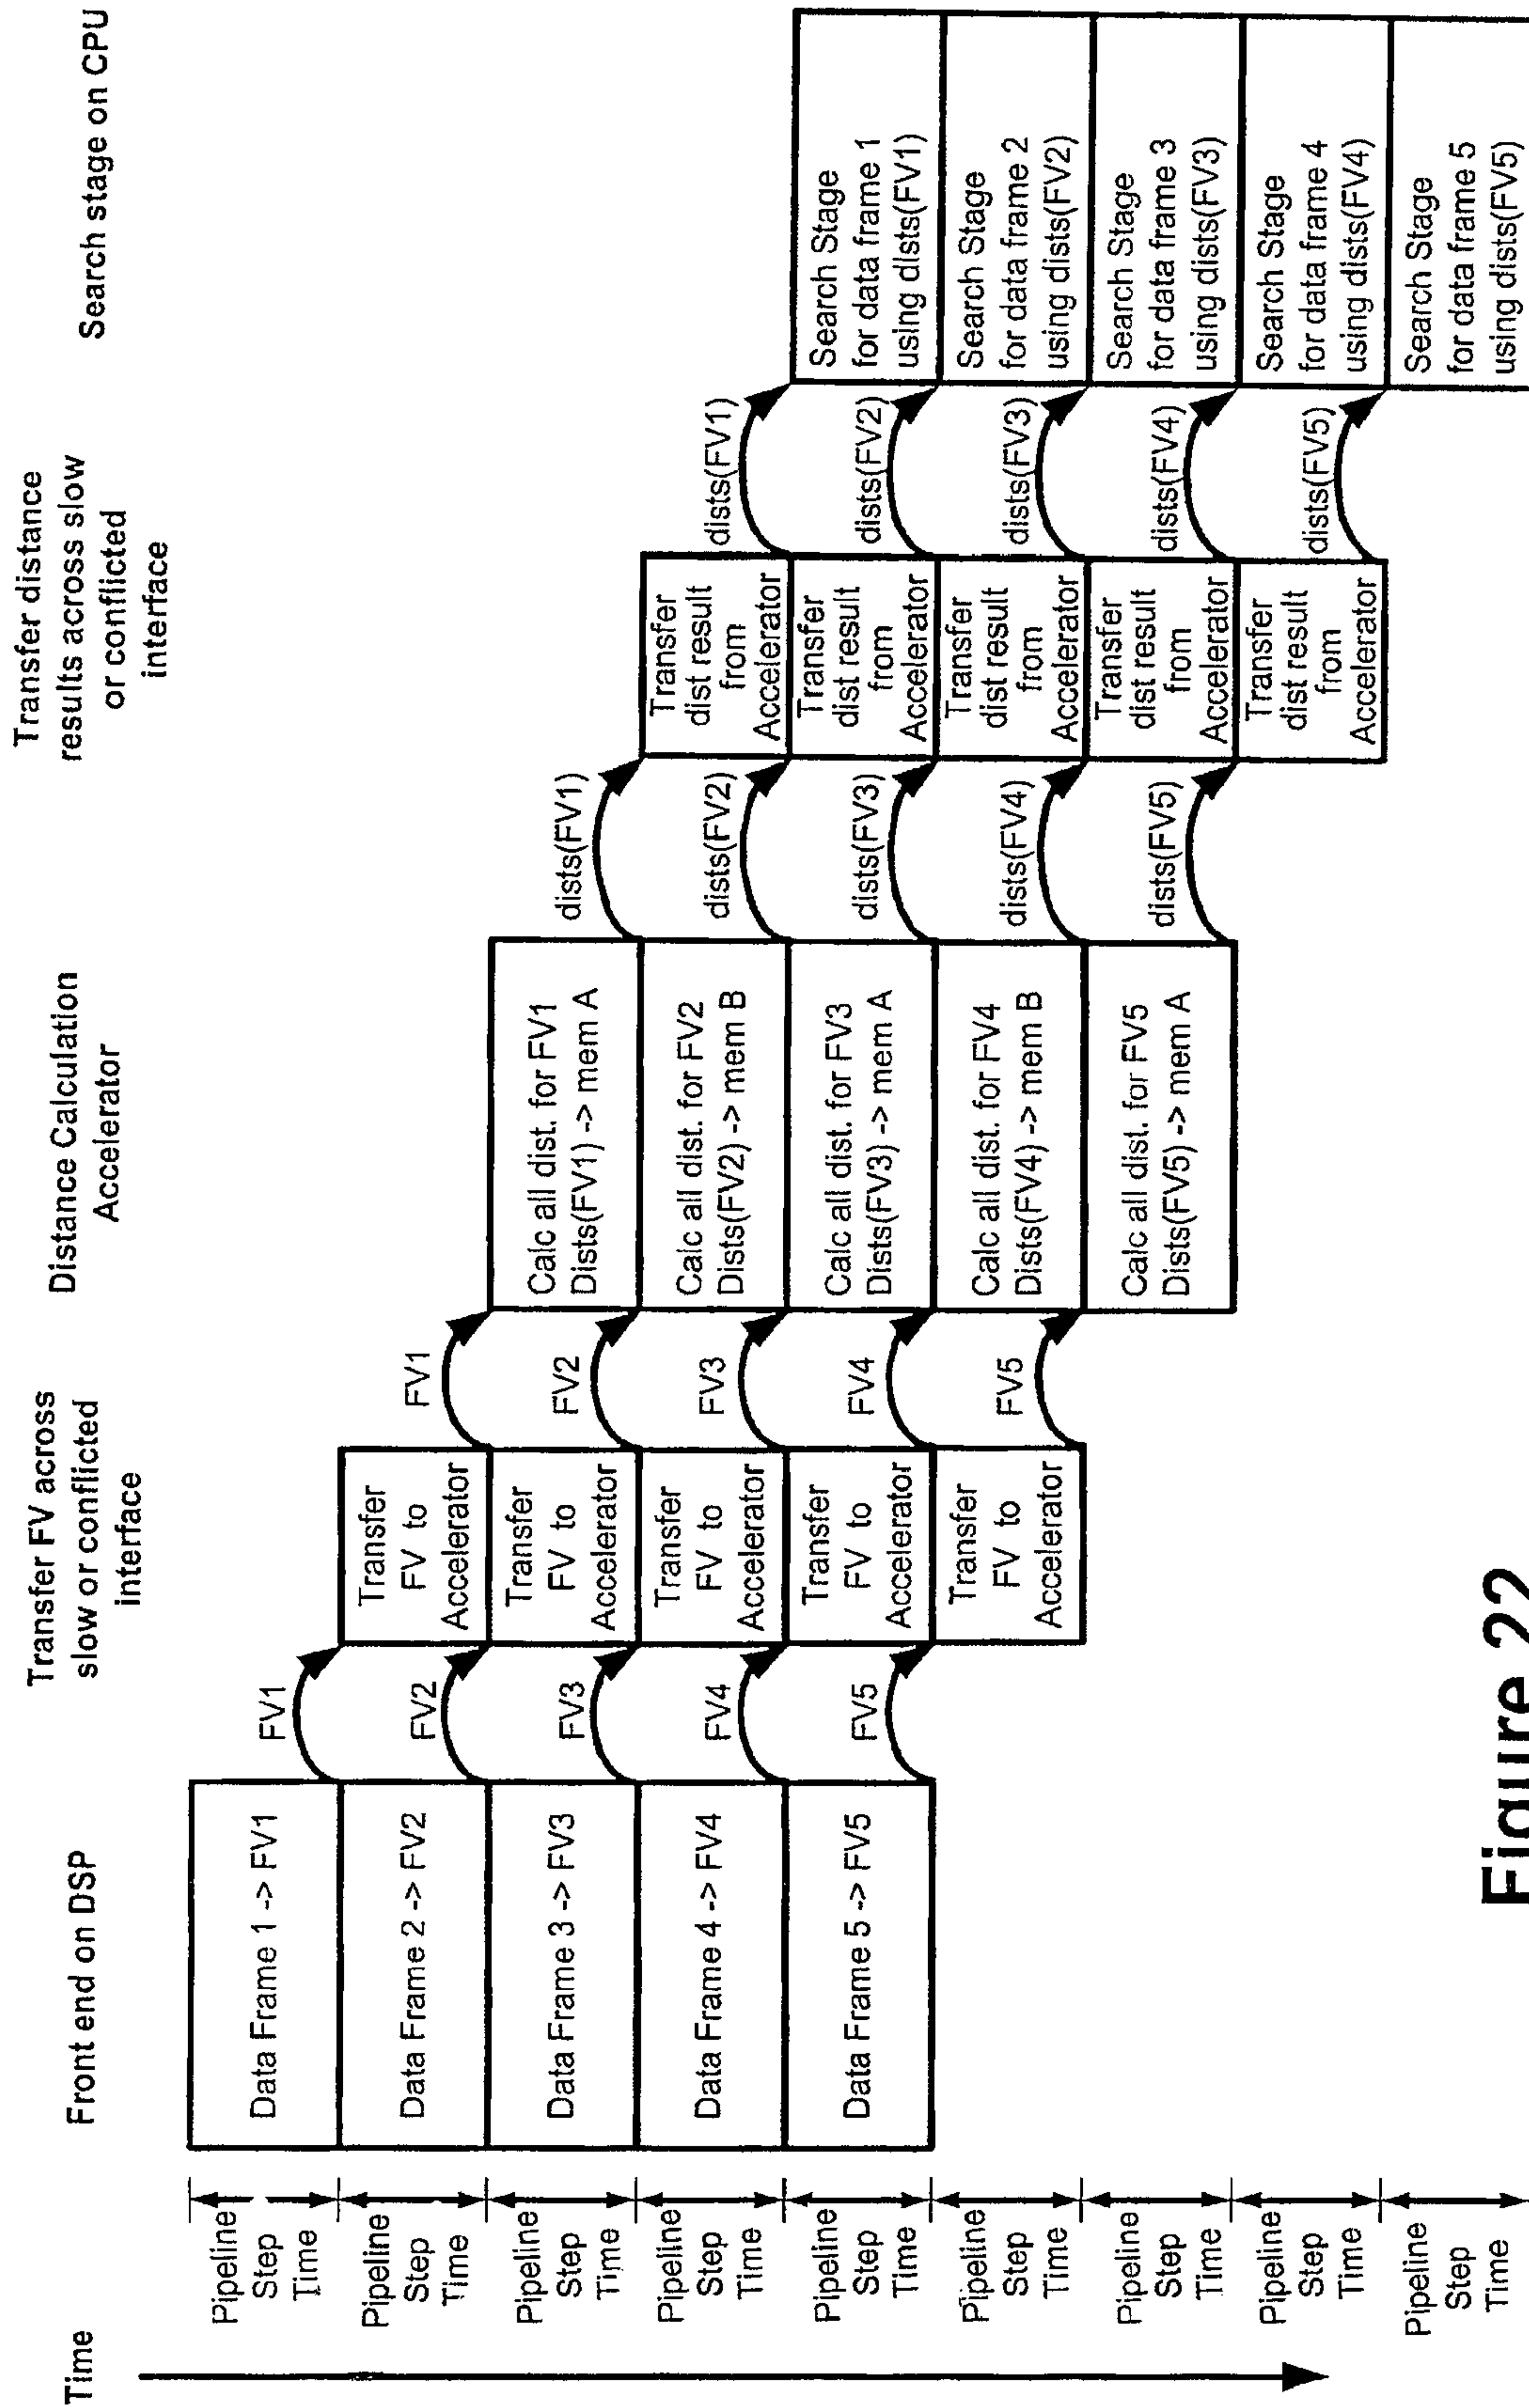 Time
Front end on DSP
Transfer FV across
slow or conflicted
interface
Distance Calculation
Accelerator
Transfer distance
results across slow
or conflicted
interface
Search stage on CPU
Pipeline
Step
Time
Data Frame 1 -> FV1
FV1
Pipeline
Step
Time
Data Frame 2 -> FV2
FV2
Transfer
FV to
Accelerator
FV1
Pipeline
Step
Time
Data Frame 3 -> FV3
FV3
Transfer
FV to
Accelerator
FV2
Calc all dist. for FV1
Dists(FV1) -> mem A
dists(FV1)
Pipeline
Step
Time
Data Frame 4 -> FV4
FV4
Transfer
FV to
Accelerator
FV3
Calc all dist. for FV2
Dists(FV2) -> mem B
dists(FV2)
Transfer
dist result
from
Accelerator
dists(FV1)
Pipeline
Step
Time
Data Frame 5 -> FV5
FV5
Transfer
FV to
Accelerator
FV4
Calc all dist. for FV3
Dists(FV3) -> mem A
dists(FV3)
Transfer
dist result
from
Accelerator
dists(FV2)
Search Stage
for data frame 1
using dists(FV1)
Pipeline
Step
Time
Transfer
FV to
Accelerator
FV5
Calc all dist. for FV4
Dists(FV4) -> mem B
dists(FV4)
Transfer
dist result
from
Accelerator
dists(FV3)
Search Stage
for data frame 2
using dists(FV2)
Pipeline
Step
Time
Calc all dist. for FV5
Dists(FV5) -> mem A
dists(FV5)
Transfer
dist result
from
Accelerator
dists(FV4)
Search Stage
for data frame 3
using dists(FV3)
Pipeline
Step
Time
Transfer
dist result
from
Accelerator
dists(FV5)
Search Stage
for data frame 4
using dists(FV4)
Pipeline
Step
Time
Search Stage
for data frame 5
using dists(FV5)
Figure 22